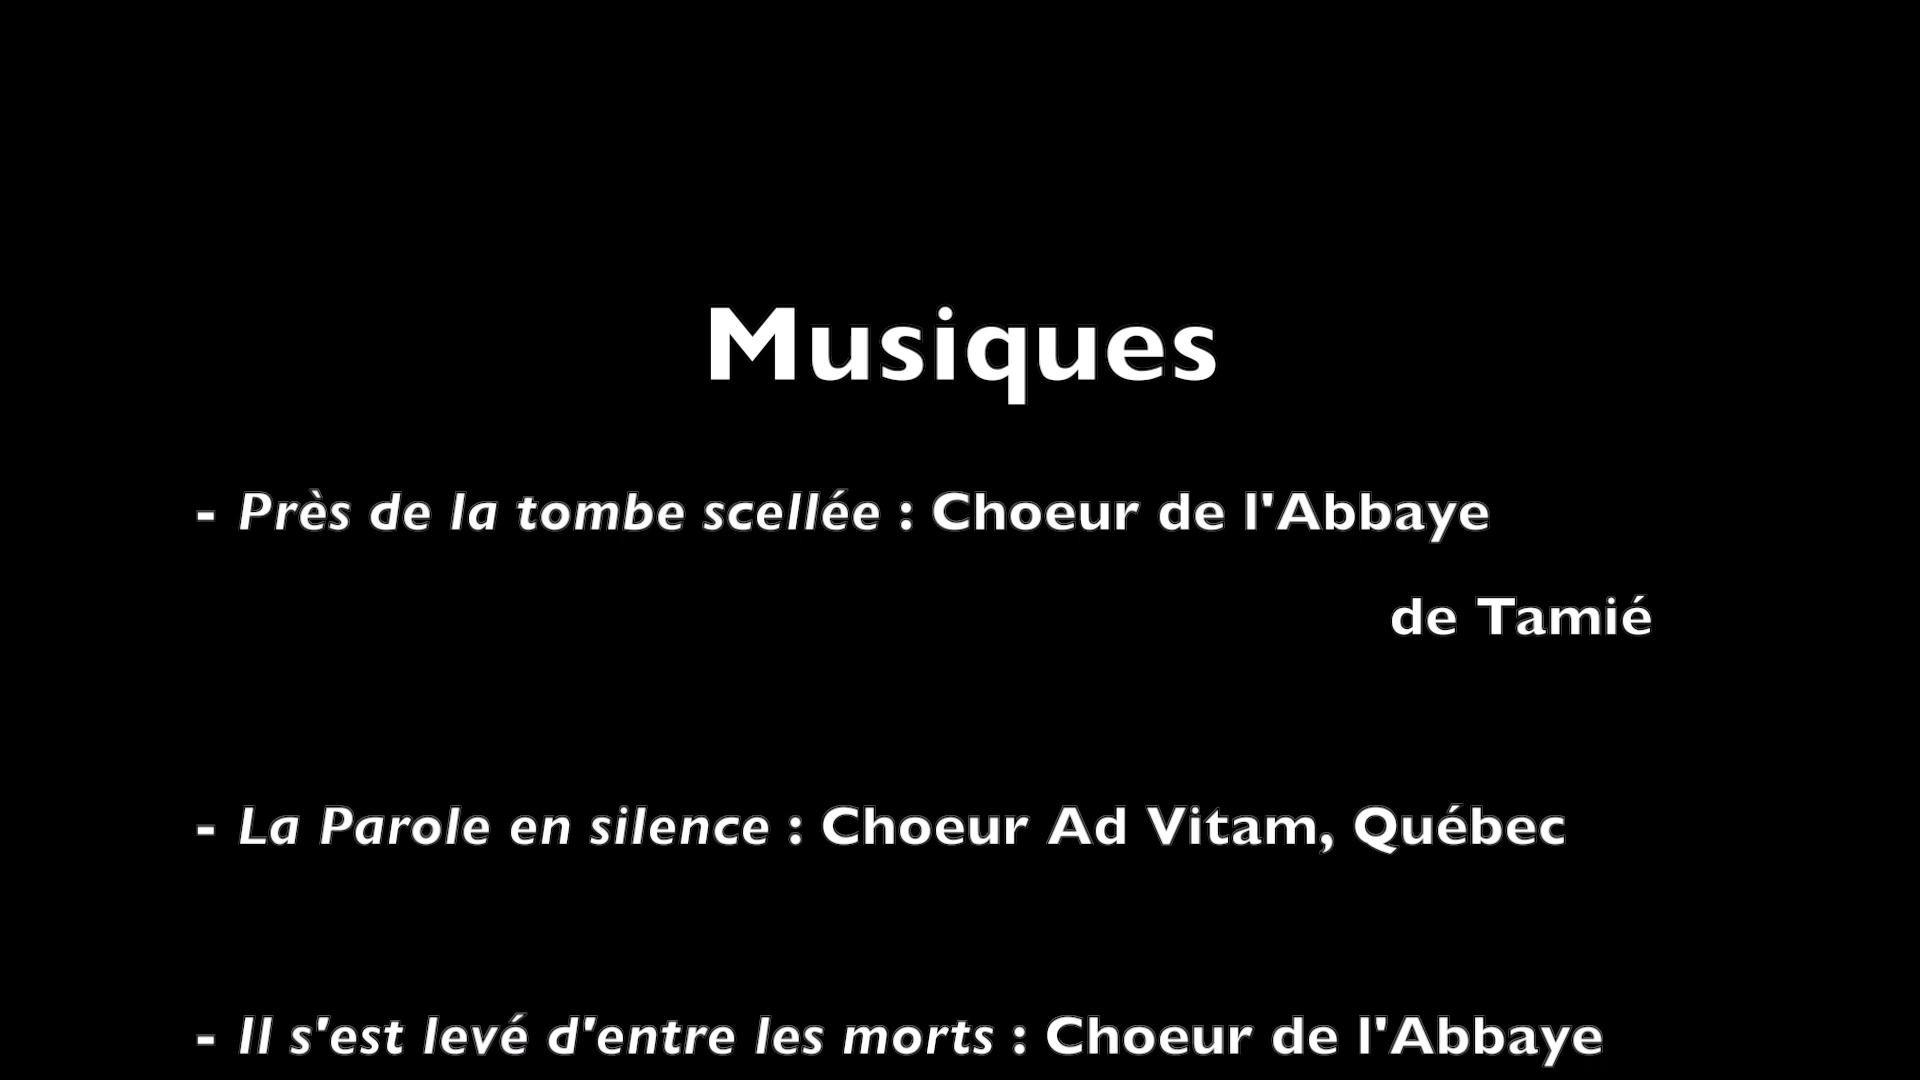 Musiques
- Près de la tombe scellée : Choeur de l'Abbaye
de Tamié
- La Parole en silence : Choeur Ad Vitam, Québec
- Il s'est levé d'entre les morts : Choeur de l'Abbaye